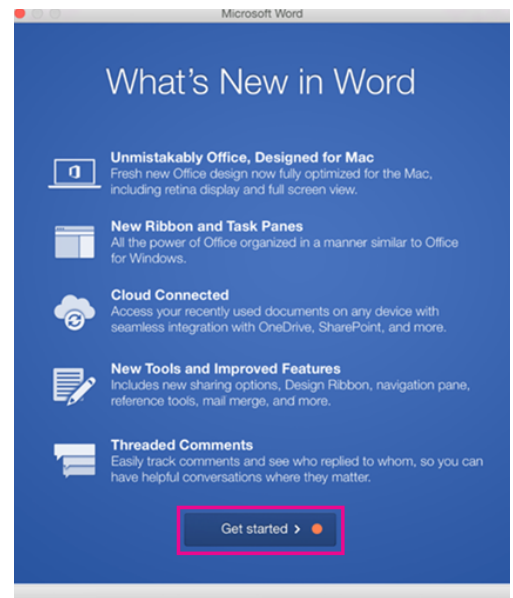 Microsoft Word
What's New in Word
Unmistakably Office, Designed for Mac
Fresh new Office design now fully optimized for the Mac,
including retina display and full screen view.
New Ribbon and Task Panes
All the power of Office organized in a manner similar to Office
for Windows.
Cloud Connected
Access your recently used documents on any device with
seamless integration with OneDrive, SharePoint, and more.
New Tools and Improved Features
Includes new sharing options, Design Ribbon, navigation pane,
reference tools, mail merge, and more.
Threaded Comments
Easily track comments and see who replied to whom, so you can
have helpful conversations where they matter.
Get started >